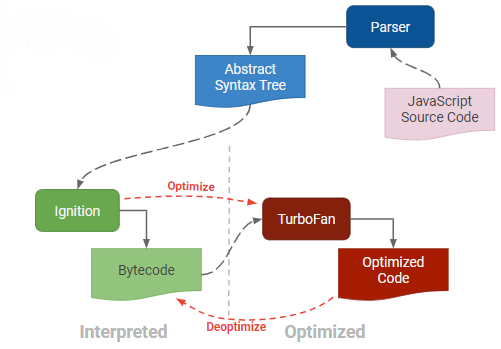 Parser
Abstract
Syntax Tree
JavaScript
Source Code
Optimize
Ignition
TurboFan
Bytecode
Optimized
Code
Deoptimize
Interpreted
Optimized